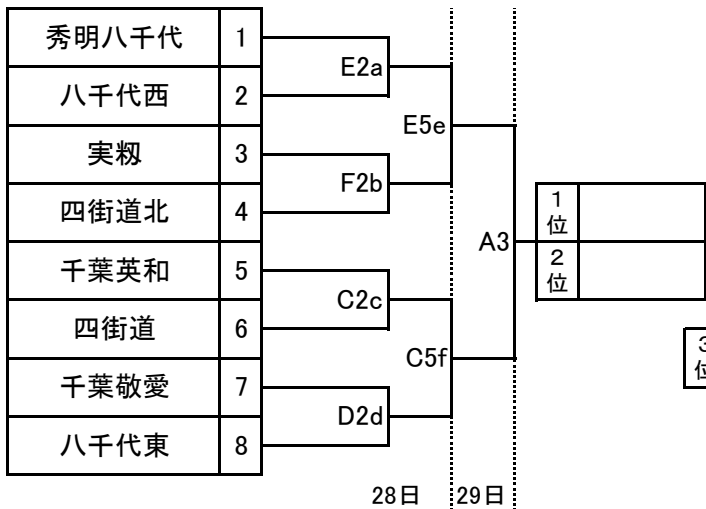 秀明八千代 1
E2a
八千代西 2
E5e
実籾 3
F2b
四街道北 4
A3
1位
2位
千葉英和 5
C2c
四街道 6
C5f
3位
千葉敬愛 7
D2d
八千代東 8
28日 29日